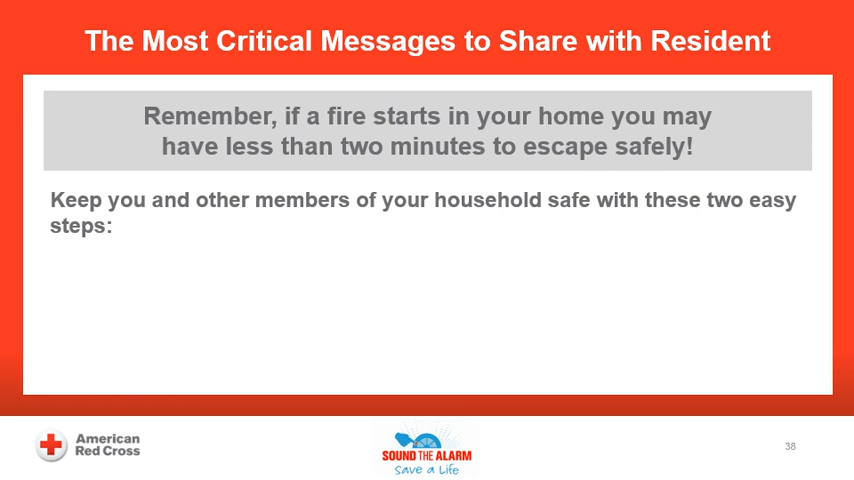 The Most Critical Messages to Share with Resident
Remember, if a fire starts in your home you may
have less than two minutes to escape safely!
Keep you and other members of your household safe with these two easy
steps:
American
Red Cross
SOUND THE ALARM
Save a Life
38